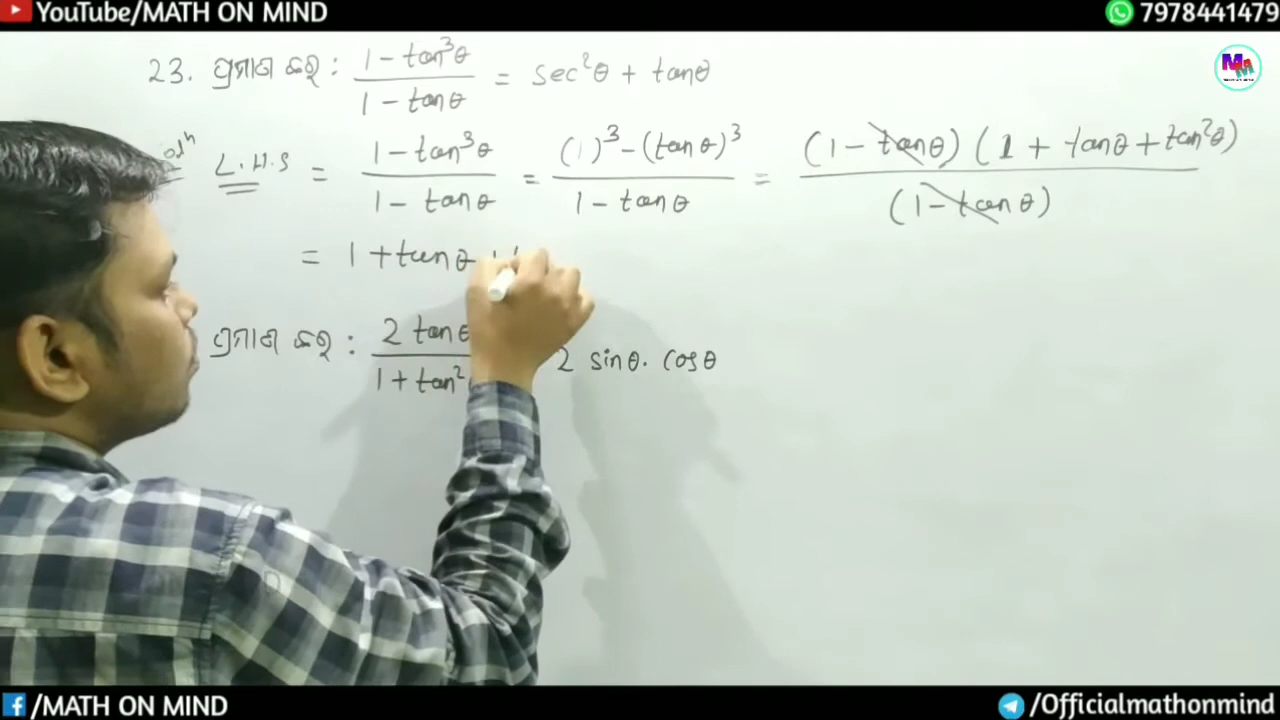 YouTube/MATH ON MIND
7978441479
23. ପ୍ରମାଣ କର : (1 - tan³θ)/(1 - tanθ) = sec²θ + tanθ
L.H.S = (1 - tan³θ)/(1 - tanθ) = ((1)³ - (tanθ)³)/(1 - tanθ) = ((1 - tanθ)(1 + tanθ + tan²θ))/(1 - tanθ)
= 1 + tanθ +
ପ୍ରମାଣ କର : 2 tanθ/1 + tan² 2 sinθ. cosθ
/MATH ON MIND
/Officialmathonmind